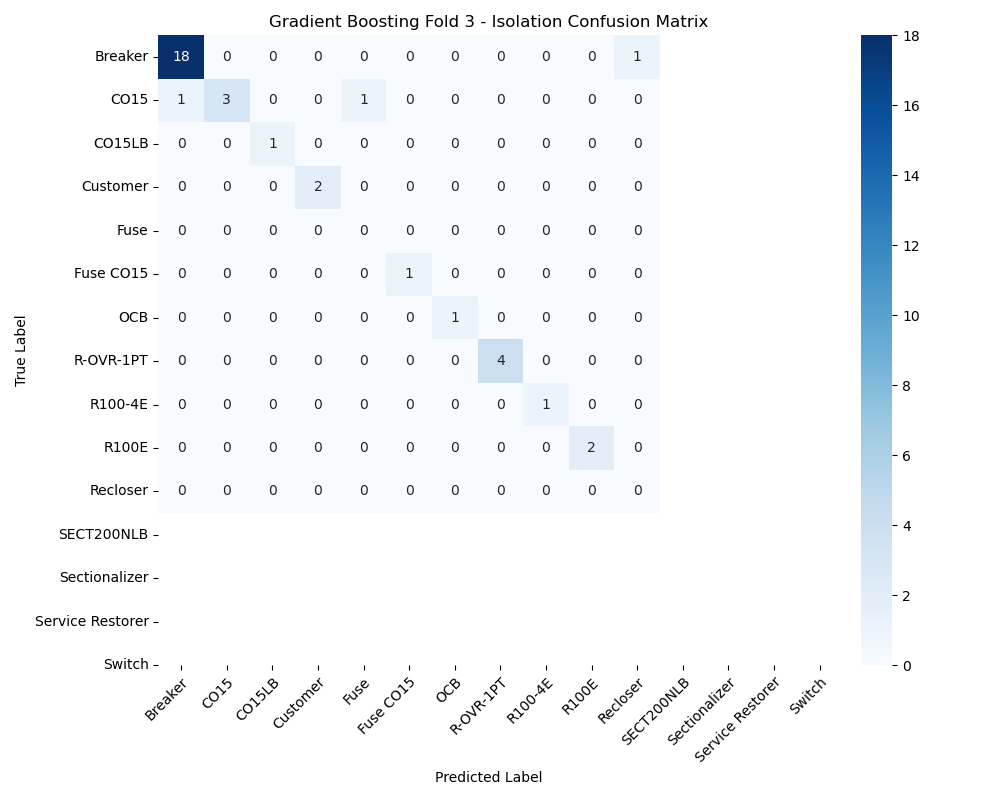 Gradient Boosting Fold 3 - Isolation Confusion Matrix
True Label
Breaker 18 0 0 0 0 0 0 0 0 0 1
CO15 1 3 0 0 1 0 0 0 0 0 0
CO15LB 0 0 1 0 0 0 0 0 0 0 0
Customer 0 0 0 2 0 0 0 0 0 0 0
Fuse 0 0 0 0 0 0 0 0 0 0 0
Fuse CO15 0 0 0 0 0 1 0 0 0 0 0
OCB 0 0 0 0 0 0 1 0 0 0 0
R-OVR-1PT 0 0 0 0 0 0 0 4 0 0 0
R100-4E 0 0 0 0 0 0 0 0 1 0 0
R100E 0 0 0 0 0 0 0 0 0 2 0
Recloser 0 0 0 0 0 0 0 0 0 0 0
SECT200NLB
Sectionalizer
Service Restorer
Switch
Breaker CO15 CO15LB Customer Fuse Fuse CO15 OCB R-OVR-1PT R100-4E R100E Recloser SECT200NLB Sectionalizer Service Restorer Switch
Predicted Label
18
16
14
12
10
8
6
4
2
0